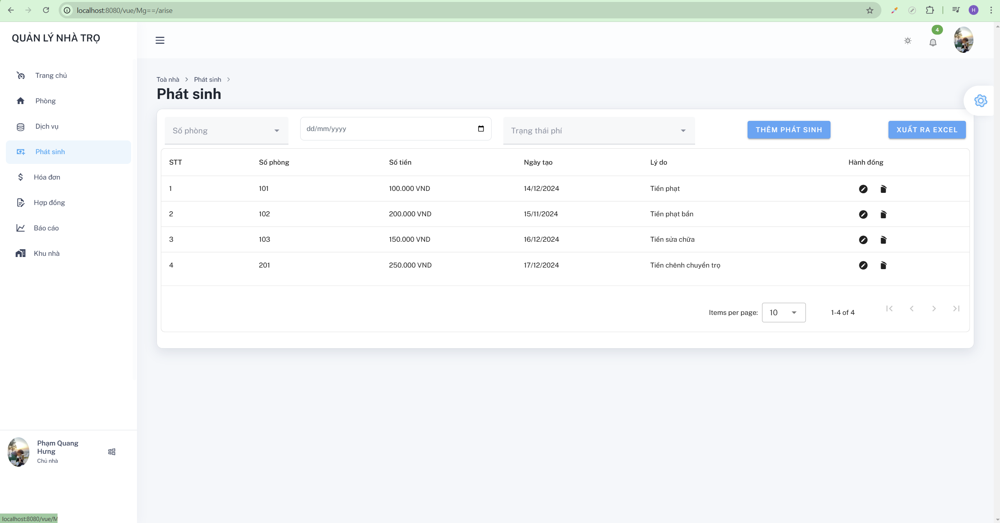 localhost:8080/vue/Mg==/arise
H
QUẢN LÝ NHÀ TRỌ
4
Trang chủ
Phòng
Dịch vụ
Phát sinh
Hóa đơn
Hợp đồng
Báo cáo
Khu nhà
Toà nhà > Phát sinh >
Phát sinh
Số phòng dd/mm/yyyy Trạng thái phí THÊM PHÁT SINH XUẤT RA EXCEL
STT Số phòng Số tiền Ngày tạo Lý do Hành đồng
1 101 100.000 VND 14/12/2024 Tiền phạt
2 102 200.000 VND 15/11/2024 Tiền phạt bẩn
3 103 150.000 VND 16/12/2024 Tiền sửa chữa
4 201 250.000 VND 17/12/2024 Tiền chênh chuyển trọ
Items per page: 10 1-4 of 4
Phạm Quang
Hưng
Chủ nhà
localhost:8080/vue/M